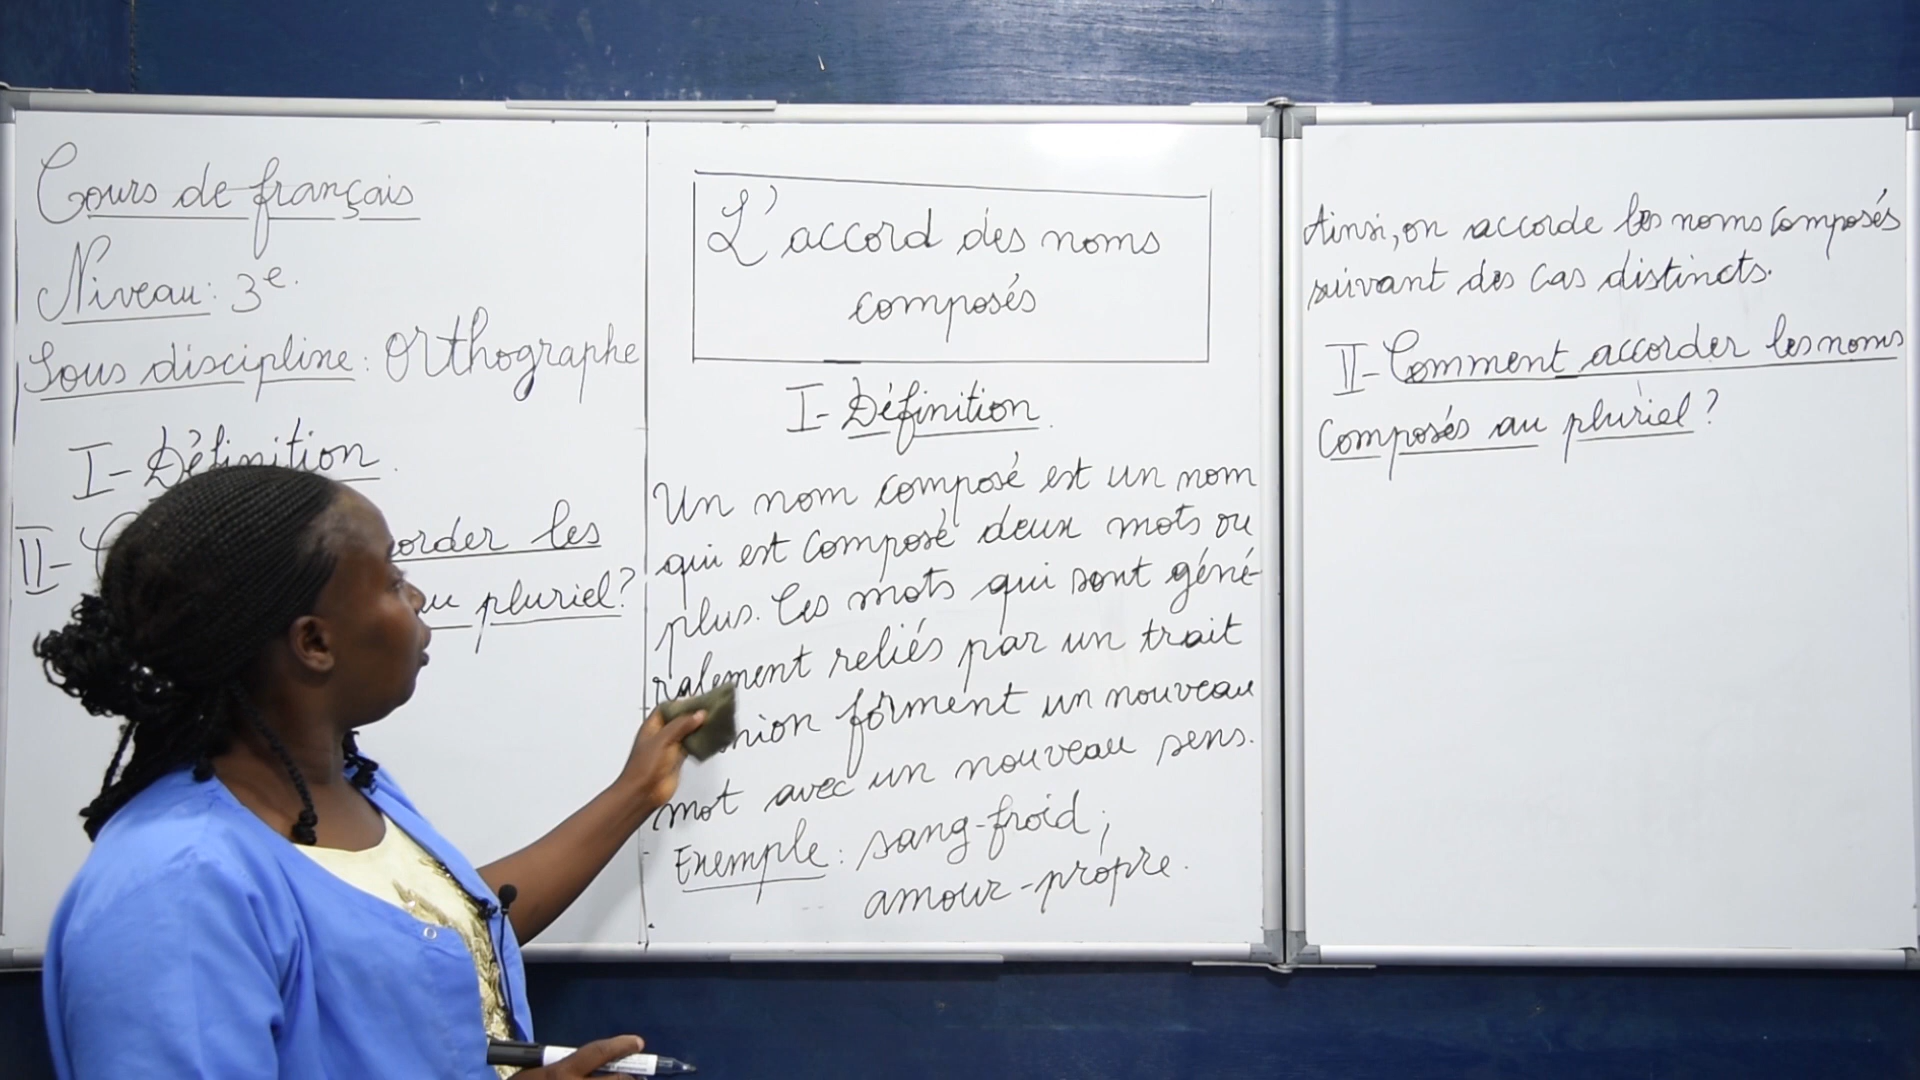 Cours de français
Niveau: 3e.
Sous discipline: Orthographe
I- Définition.
II- C order les
au pluriel?
L'accord des noms
composés
I- Définition.
Un nom composé est un nom
qui est composé deux mots ou
plus. Ces mots qui sont géné-
ralement reliés par un trait
nion forment un nouveau
mot avec un nouveau sens.
Exemple: sang-froid;
amour-propre.
Ainsi, on accorde les noms composés
suivant des cas distincts.
II- Comment accorder les noms
composés au pluriel?